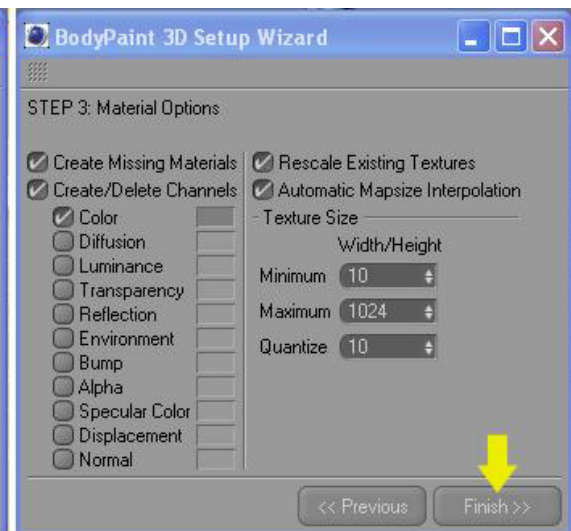 BodyPaint 3D Setup Wizard
STEP 3: Material Options
Create Missing Materials
Create/Delete Channels
Color
Diffusion
Luminance
Transparency
Reflection
Environment
Bump
Alpha
Specular Color
Displacement
Normal
Rescale Existing Textures
Automatic Mapsize Interpolation
Texture Size
Width/Height
Minimum 10
Maximum 1024
Quantize 10
<< Previous
Finish >>